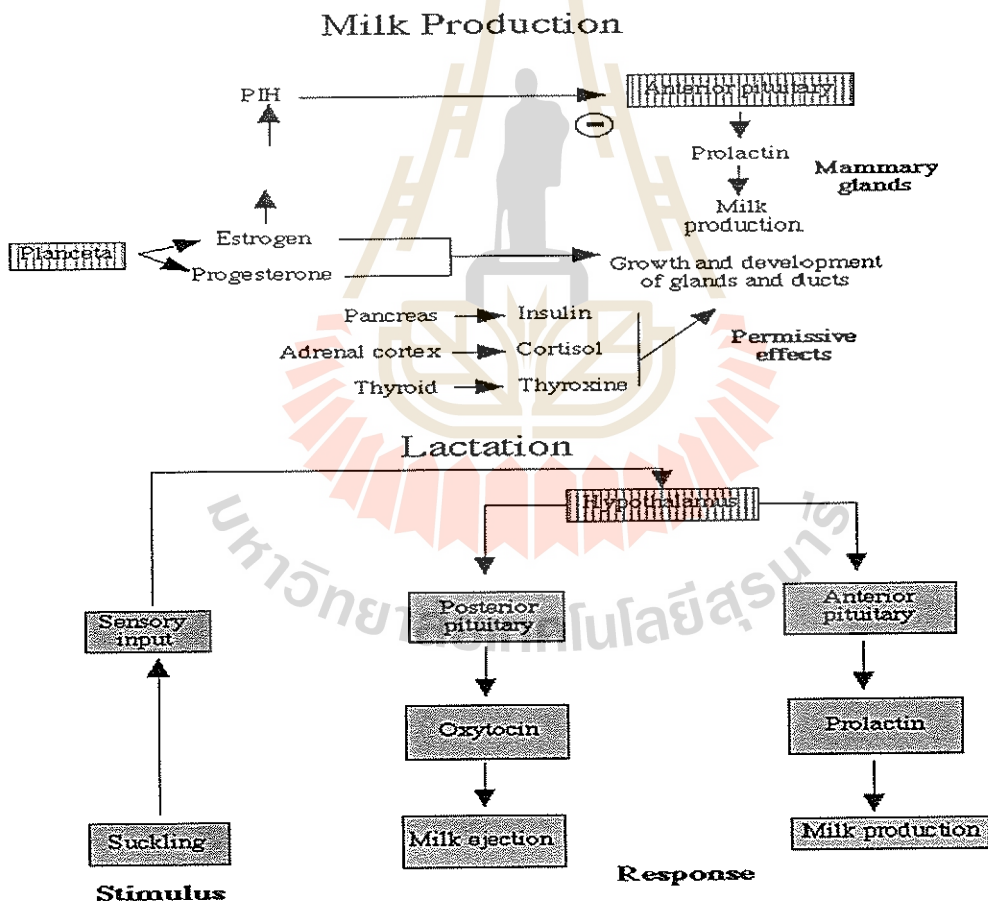 Milk Production
PIH
Anterior pituitary
Prolactin
Mammary
glands
Milk
production
Planceta
Estrogen
Progesterone
Growth and development
of glands and ducts
Pancreas
Insulin
Adrenal cortex
Cortisol
Thyroid
Thyroxine
Permissive
effects
Lactation
Hypothalamus
Sensory
input
Posterior
pituitary
Anterior
pituitary
Oxytocin
Prolactin
Suckling
Milk ejection
Milk production
Stimulus
Response